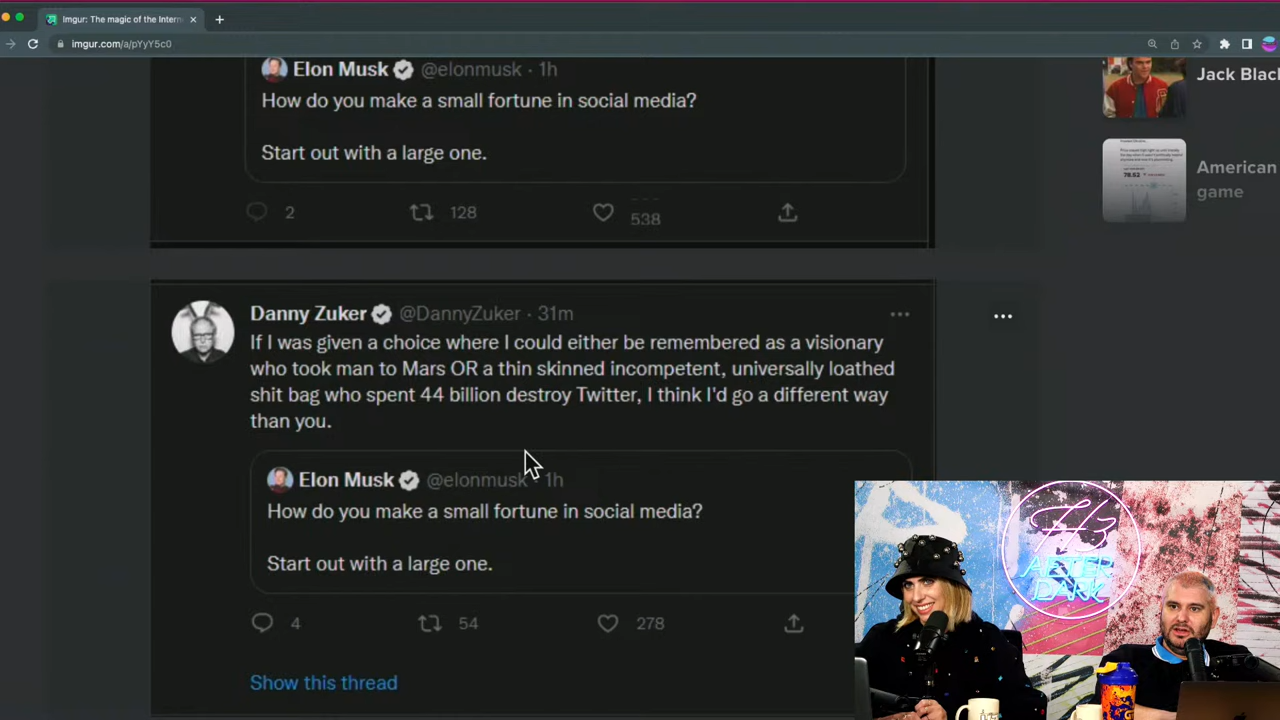 Imgur: The magic of the Intern
imgur.com/a/pYyY5c0
Elon Musk @elonmusk · 1h
How do you make a small fortune in social media?
Start out with a large one.
2 128 538
Jack Black
American
game
78.52
Danny Zuker @DannyZuker · 31m
If I was given a choice where I could either be remembered as a visionary
who took man to Mars OR a thin skinned incompetent, universally loathed
shit bag who spent 44 billion destroy Twitter, I think I'd go a different way
than you.
Elon Musk @elonmusk · 1h
How do you make a small fortune in social media?
Start out with a large one.
4 54 278
Show this thread
H3
AFTER
DARK